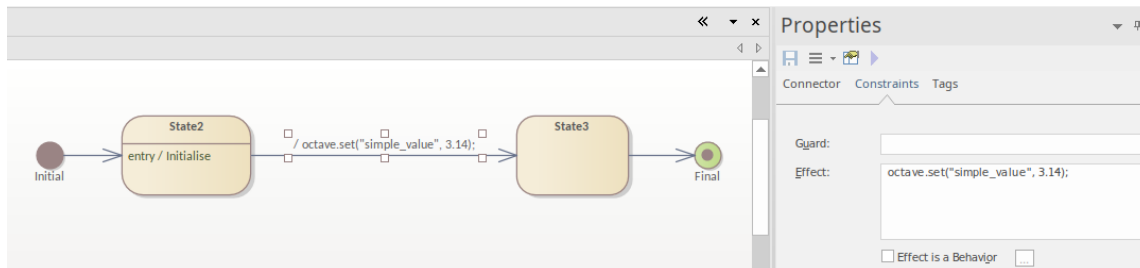 Properties
Connector Constraints Tags
State2
entry / Initialise
/ octave.set("simple_value", 3.14);
State3
Initial
Final
Guard:
Effect:
octave.set("simple_value", 3.14);
Effect is a Behavior ...